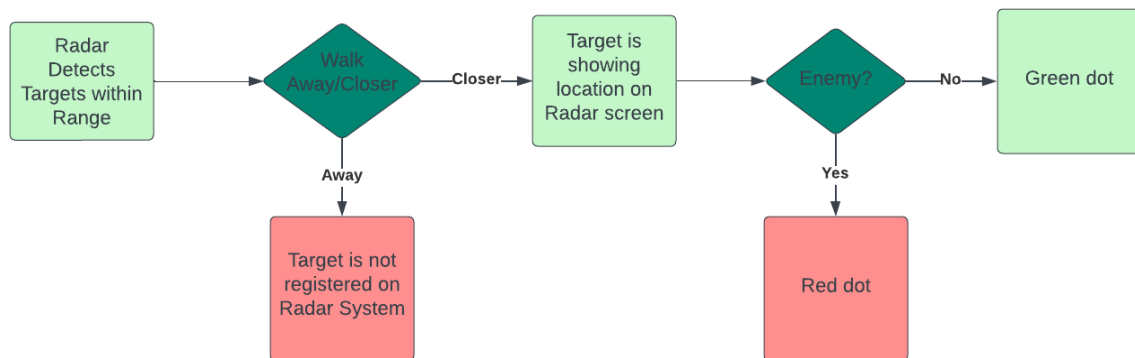 Radar
Detects
Targets within
Range
Walk
Away/Closer
Closer
Target is
showing
location on
Radar screen
Enemy?
No
Green dot
Away
Yes
Target is not
registered on
Radar System
Red dot